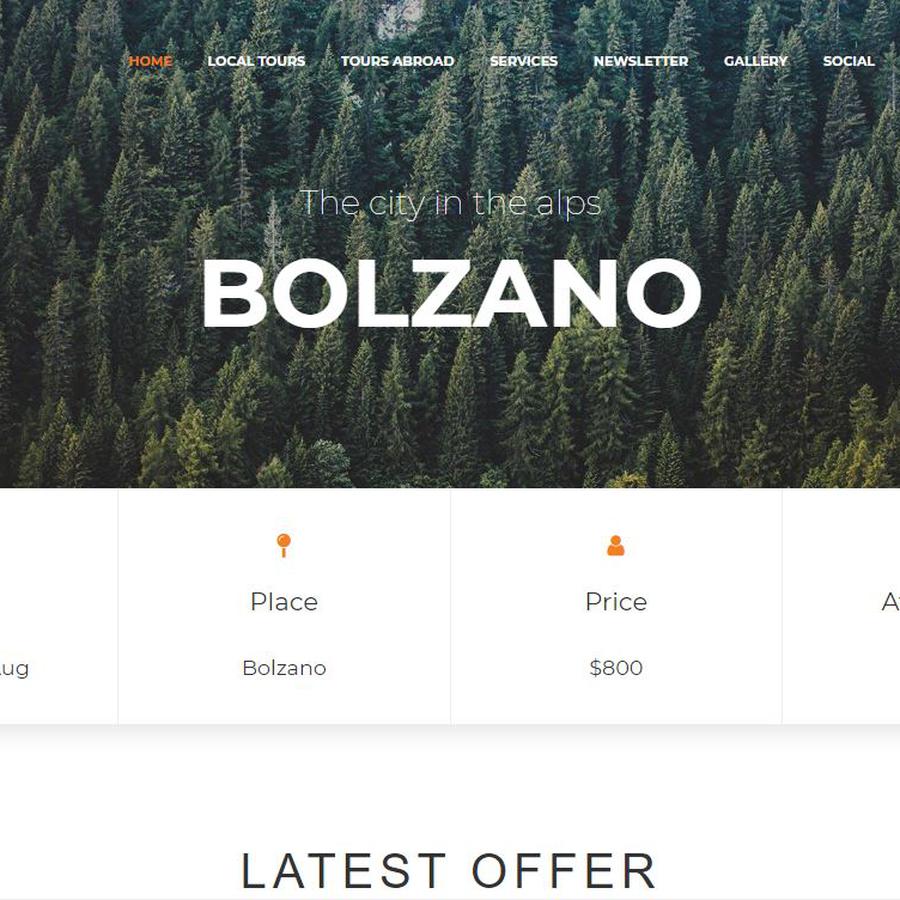 HOME LOCAL TOURS TOURS ABROAD SERVICES NEWSLETTER GALLERY SOCIAL
The city in the alps
BOLZANO
Place Price
Bolzano $800
LATEST OFFER